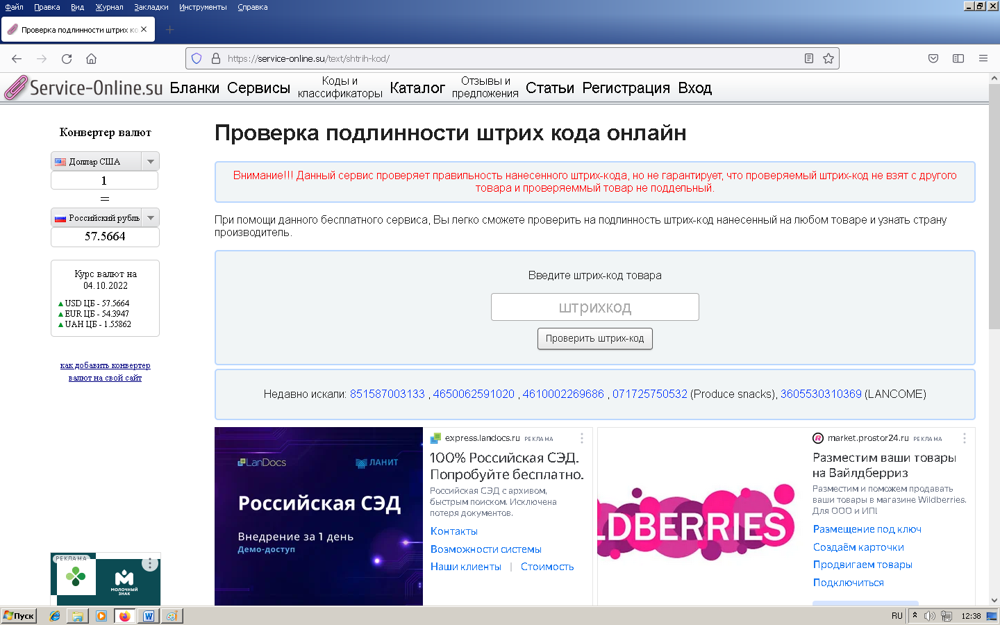 Файл Правка Вид Журнал Закладки Инструменты Справка
Проверка подлинности штрих ко
https://service-online.su/text/shtrih-kod/
Service-Online.su Бланки Сервисы Коды и классификаторы Каталог Отзывы и предложения Статьи Регистрация Вход
Конвертер валют
Доллар США
1
=
Российский рубль
57.5664
Курс валют на
04.10.2022
USD ЦБ - 57.5664
EUR ЦБ - 54.3947
UAH ЦБ - 1.55862
как добавить конвертер
валют на свой сайт
РЕКЛАМА
МОЛОЧНЫЙ
ЗНАК
Проверка подлинности штрих кода онлайн
Внимание!!! Данный сервис проверяет правильность нанесенного штрих-кода, но не гарантирует, что проверяемый штрих-код не взят с другого
товара и проверяеммый товар не поддельный.
При помощи данного бесплатного сервиса, Вы легко сможете проверить на подлинность штрих-код нанесенный на любом товаре и узнать страну
производитель.
Введите штрих-код товара
штрихкод
Проверить штрих-код
Недавно искали: 851587003133 , 4650062591020 , 4610002269686 , 071725750532 (Produce snacks), 3605530310369 (LANCOME)
LanDocs ЛАНИТ
Российская СЭД
Внедрение за 1 день
Демо-доступ
express.landocs.ru РЕКЛАМА
100% Российская СЭД.
Попробуйте бесплатно.
Российская СЭД с архивом,
быстрым поиском. Исключена
потеря документов.
Контакты
Возможности системы
Наши клиенты | Стоимость
LDBERRIES
market.prostor24.ru РЕКЛАМА
Разместим ваши товары
на Вайлдберриз
Разместим и поможем продавать
ваши товары в магазине Wildberries.
Для ООО и ИП!
Размещение под ключ
Создаём карточки
Продвигаем товары
Подключиться
Пуск
RU
12:38